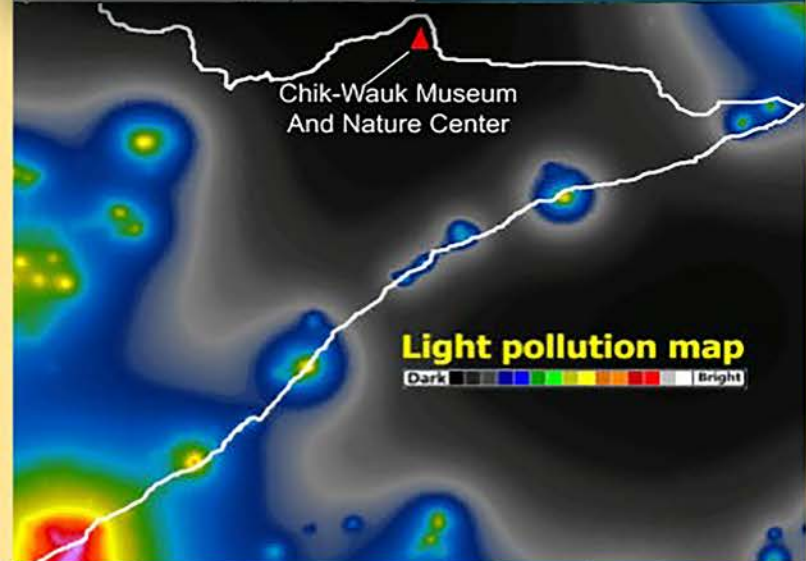 Chik-Wauk Museum
And Nature Center
Light pollution map
Dark Bright